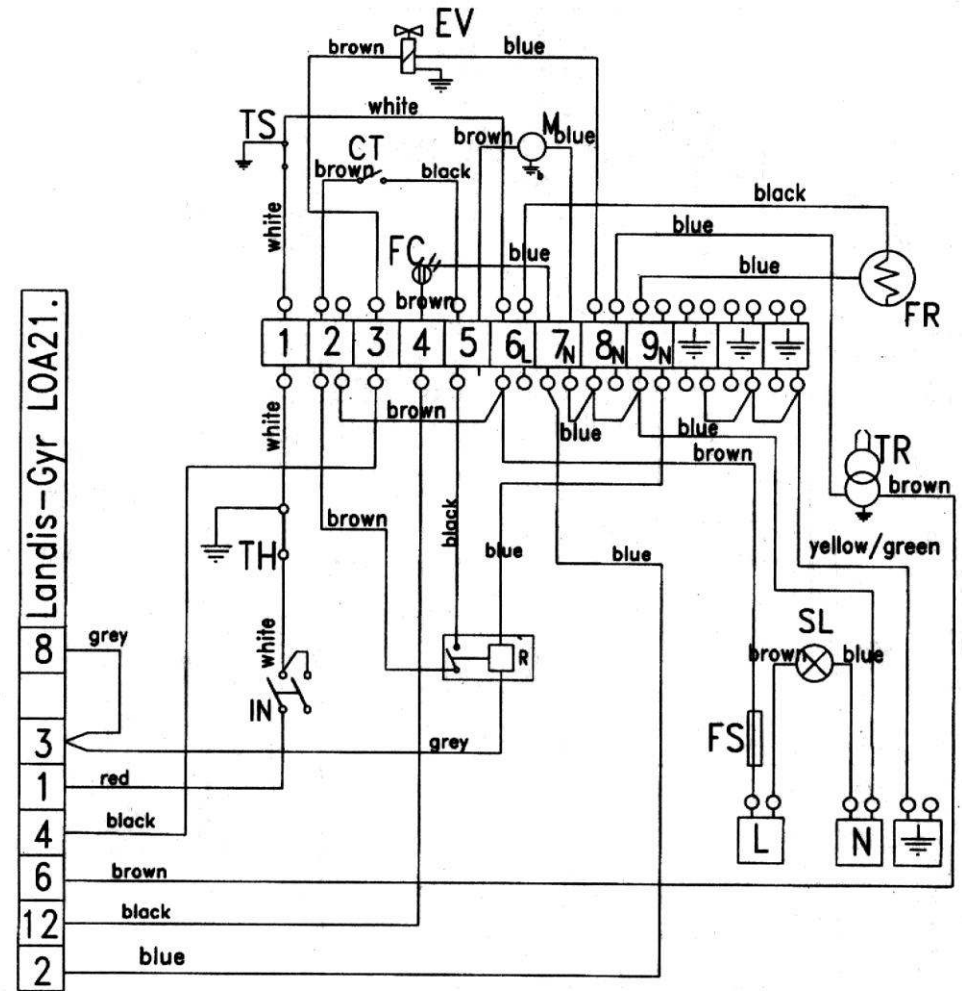 EV
brown
blue
white
TS
brown
M
blue
CT
brown
black
black
white
FC
blue
blue
blue
brown
FR
1 2 3 4 5 6L 7N 8N 9N
Landis-Gyr LOA21.
white
brown
blue
blue
brown
TR
brown
brown
black
blue
blue
yellow/green
TH
8
grey
white
R
SL
brown
blue
IN
FS
3
grey
1
red
4
black
L
N
6
brown
12
black
2
blue